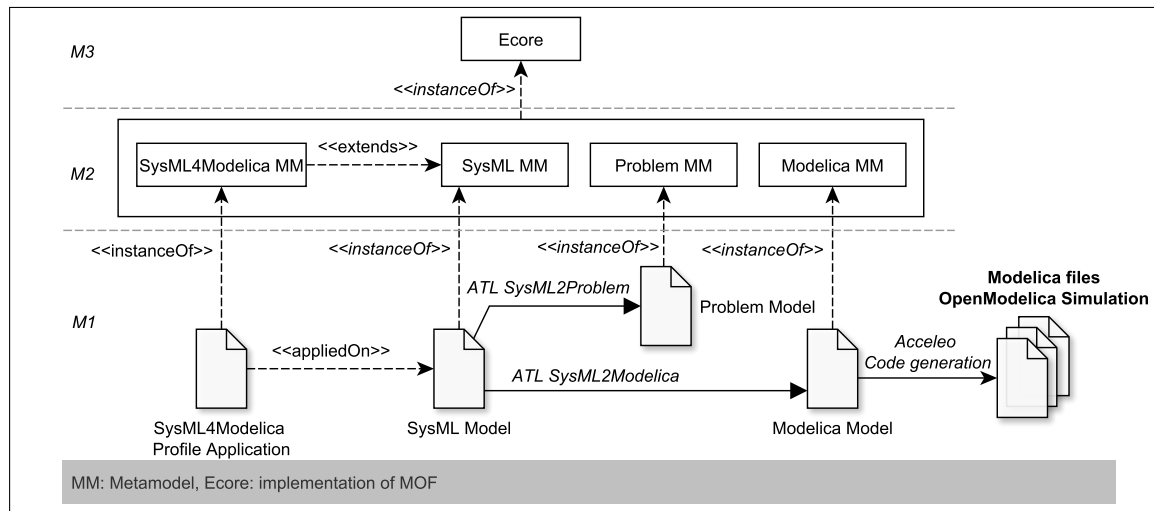 Ecore
M3
<<instanceOf>>
SysML4Modelica MM
<<extends>>
SysML MM
Problem MM
Modelica MM
M2
<<instanceOf>>
<<instanceOf>>
<<instanceOf>>
<<instanceOf>>
ATL SysML2Problem
Problem Model
Modelica files
OpenModelica Simulation
M1
<<appliedOn>>
ATL SysML2Modelica
Acceleo
Code generation
SysML4Modelica
Profile Application
SysML Model
Modelica Model
MM: Metamodel, Ecore: implementation of MOF